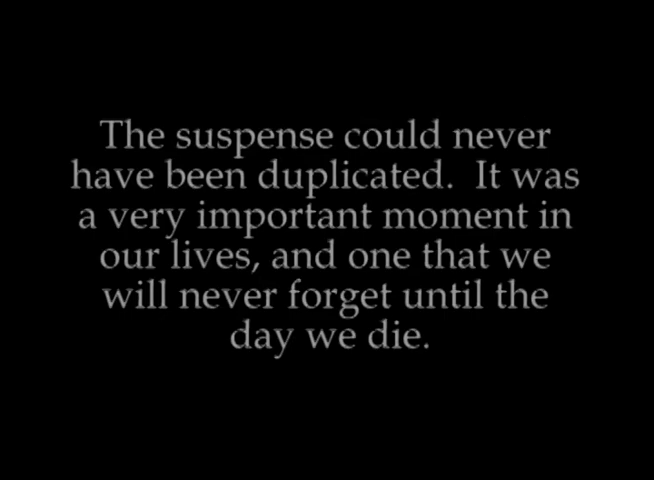 The suspense could never
have been duplicated.  It was
a very important moment in
our lives, and one that we
will never forget until the
day we die.